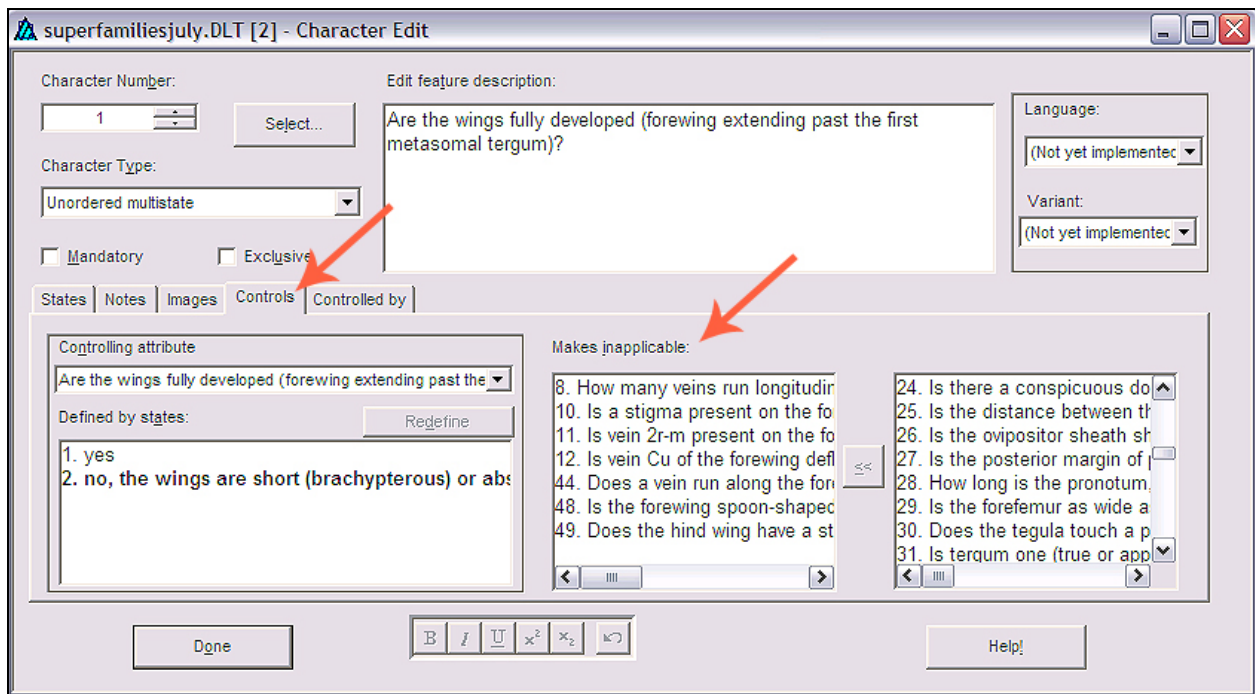 superfamiliesjuly.DLT [2] - Character Edit
Character Number:
1
Select...
Character Type:
Unordered multistate
Mandatory
Exclusive
Edit feature description:
Are the wings fully developed (forewing extending past the first
metasomal tergum)?
Language:
(Not yet implementec
Variant:
(Not yet implementec
States
Notes
Images
Controls
Controlled by
Controlling attribute
Are the wings fully developed (forewing extending past the
Defined by states:
Redefine
1. yes
2. no, the wings are short (brachypterous) or abs
Makes inapplicable:
8. How many veins run longitudin
10. Is a stigma present on the fo
11. Is vein 2r-m present on the fo
12. Is vein Cu of the forewing defl
44. Does a vein run along the for
48. Is the forewing spoon-shaped
49. Does the hind wing have a st
<<
24. Is there a conspicuous do
25. Is the distance between th
26. Is the ovipositor sheath sh
27. Is the posterior margin of p
28. How long is the pronotum,
29. Is the forefemur as wide a
30. Does the tegula touch a p
31. Is tergum one (true or app
Done
B I U x² x₂
Help!